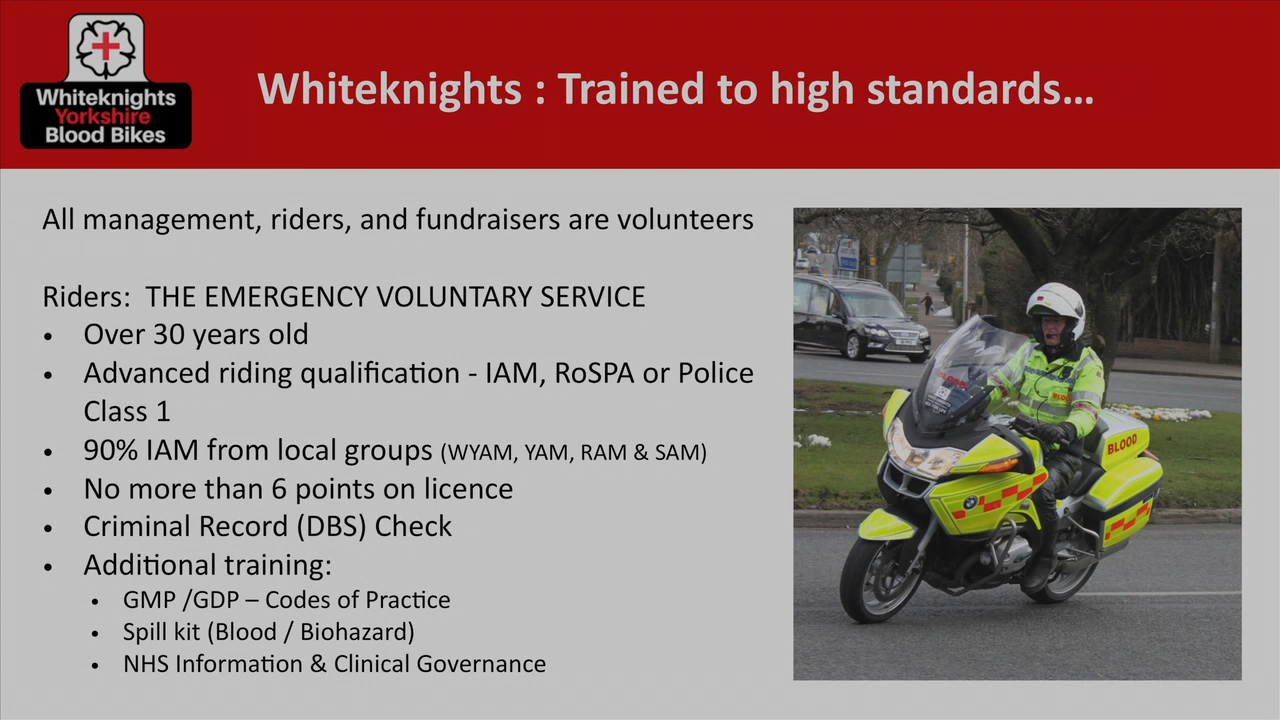 Whiteknights
Yorkshire
Blood Bikes
Whiteknights : Trained to high standards...
All management, riders, and fundraisers are volunteers
Riders: THE EMERGENCY VOLUNTARY SERVICE
• Over 30 years old
• Advanced riding qualification - IAM, RoSPA or Police
Class 1
• 90% IAM from local groups (WYAM, YAM, RAM & SAM)
• No more than 6 points on licence
• Criminal Record (DBS) Check
• Additional training:
• GMP /GDP – Codes of Practice
• Spill kit (Blood / Biohazard)
• NHS Information & Clinical Governance
BLOOD